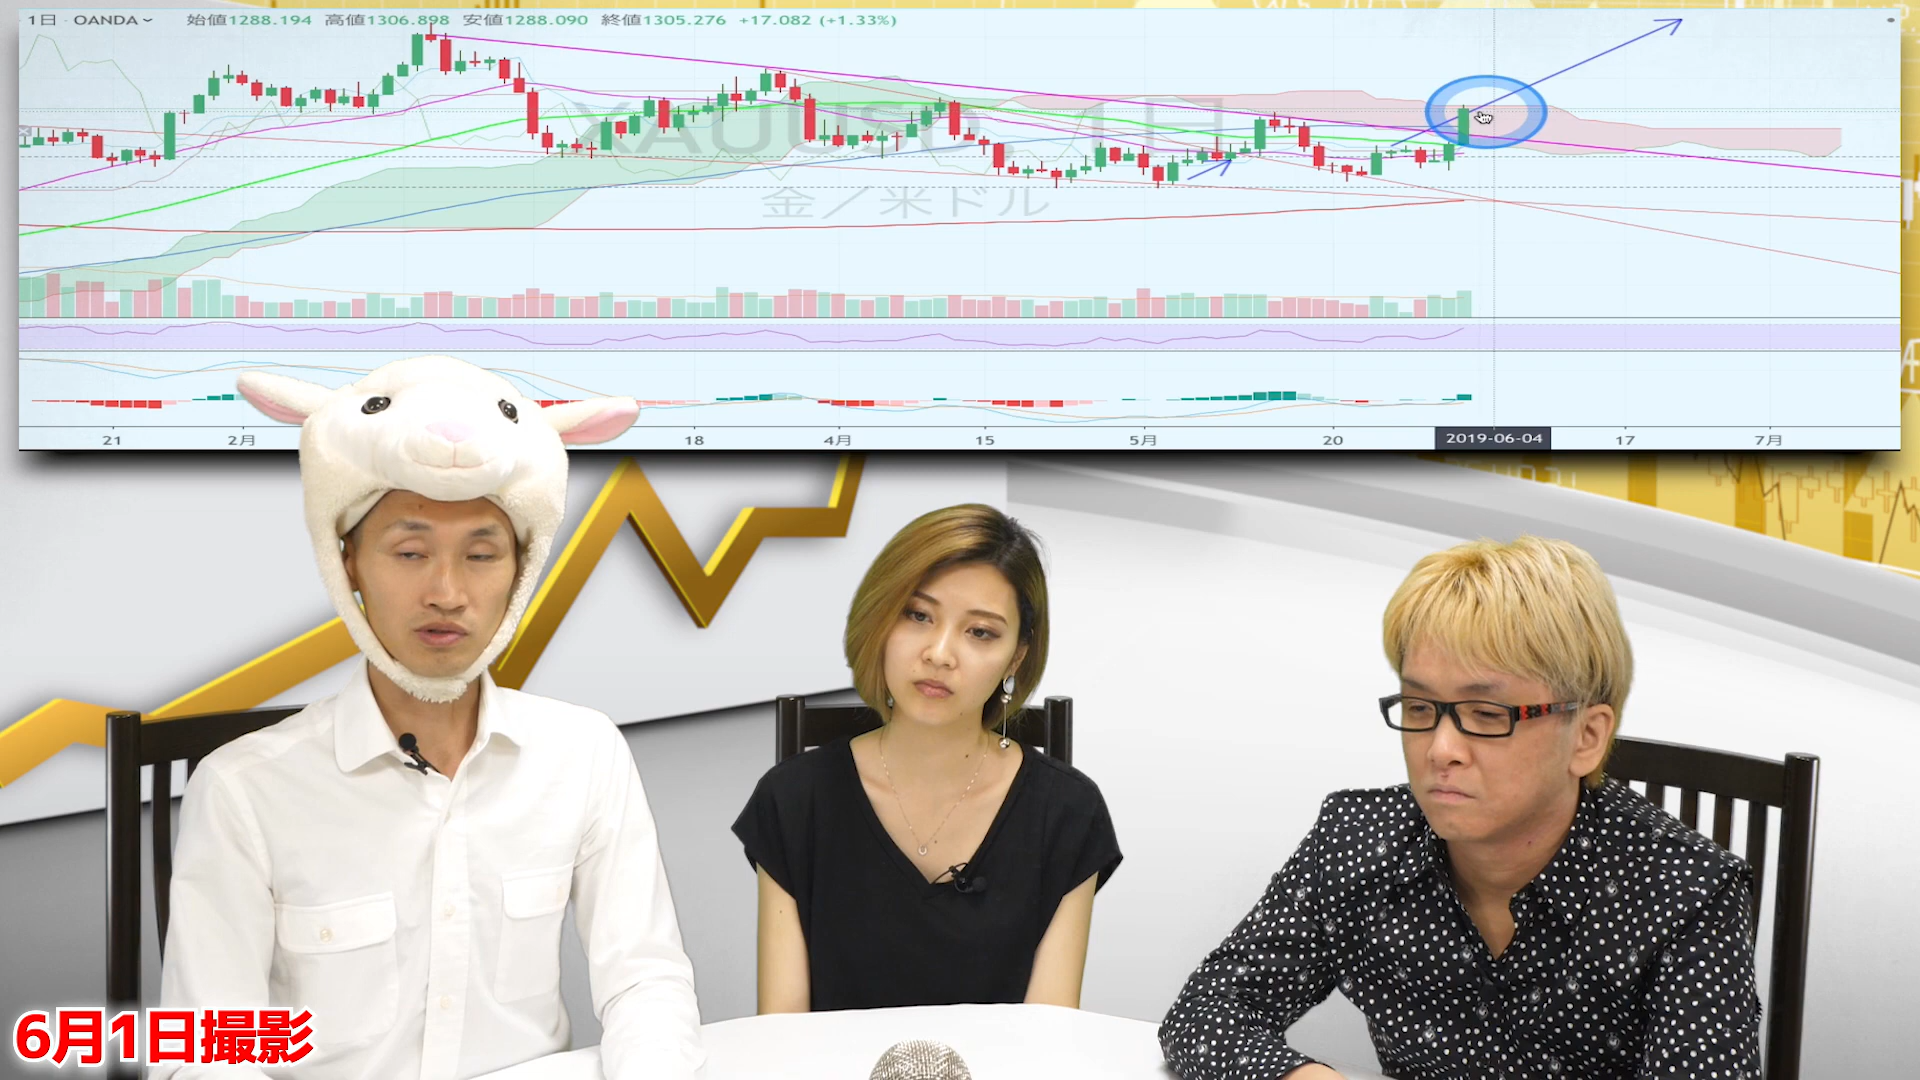 1日 · OANDA 始値1288.194 高値1306.898 安値1288.090 終値1305.276 +17.082 (+1.33%)
XAUUSD, 1日
金／米ドル
21 2月 18 4月 15 5月 20 2019-06-04 17 7月
6月1日撮影